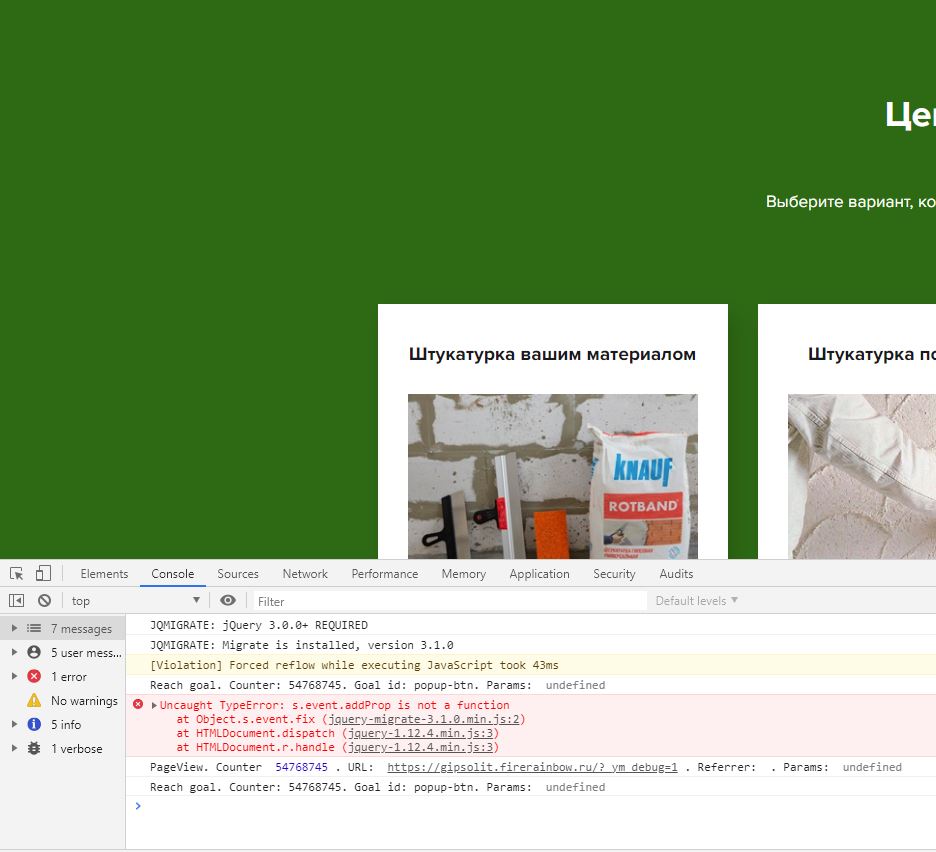 Це
Выберите вариант, ко
Штукатурка вашим материалом
Штукатурка по
KNAUF
ROTBAND
Elements Console Sources Network Performance Memory Application Security Audits
top Filter Default levels
7 messages
5 user mess...
1 error
No warnings
5 info
1 verbose
JQMIGRATE: jQuery 3.0.0+ REQUIRED
JQMIGRATE: Migrate is installed, version 3.1.0
[Violation] Forced reflow while executing JavaScript took 43ms
Reach goal. Counter: 54768745. Goal id: popup-btn. Params: undefined
Uncaught TypeError: s.event.addProp is not a function
at Object.s.event.fix (jquery-migrate-3.1.0.min.js:2)
at HTMLDocument.dispatch (jquery-1.12.4.min.js:3)
at HTMLDocument.r.handle (jquery-1.12.4.min.js:3)
PageView. Counter 54768745 . URL: https://gipsolit.firerainbow.ru/?_ym_debug=1 . Referrer: . Params: undefined
Reach goal. Counter: 54768745. Goal id: popup-btn. Params: undefined